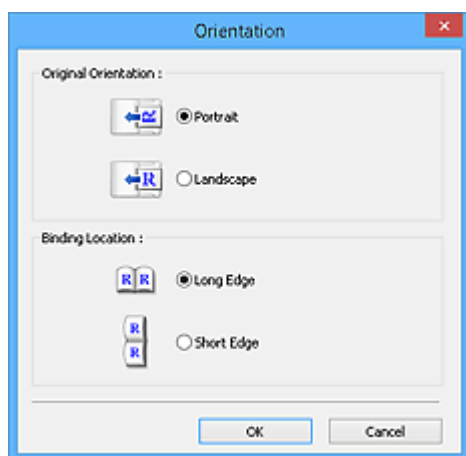 Orientation
Original Orientation :
R Portrait
R Landscape
Binding Location :
R R Long Edge
R
R Short Edge
OK Cancel